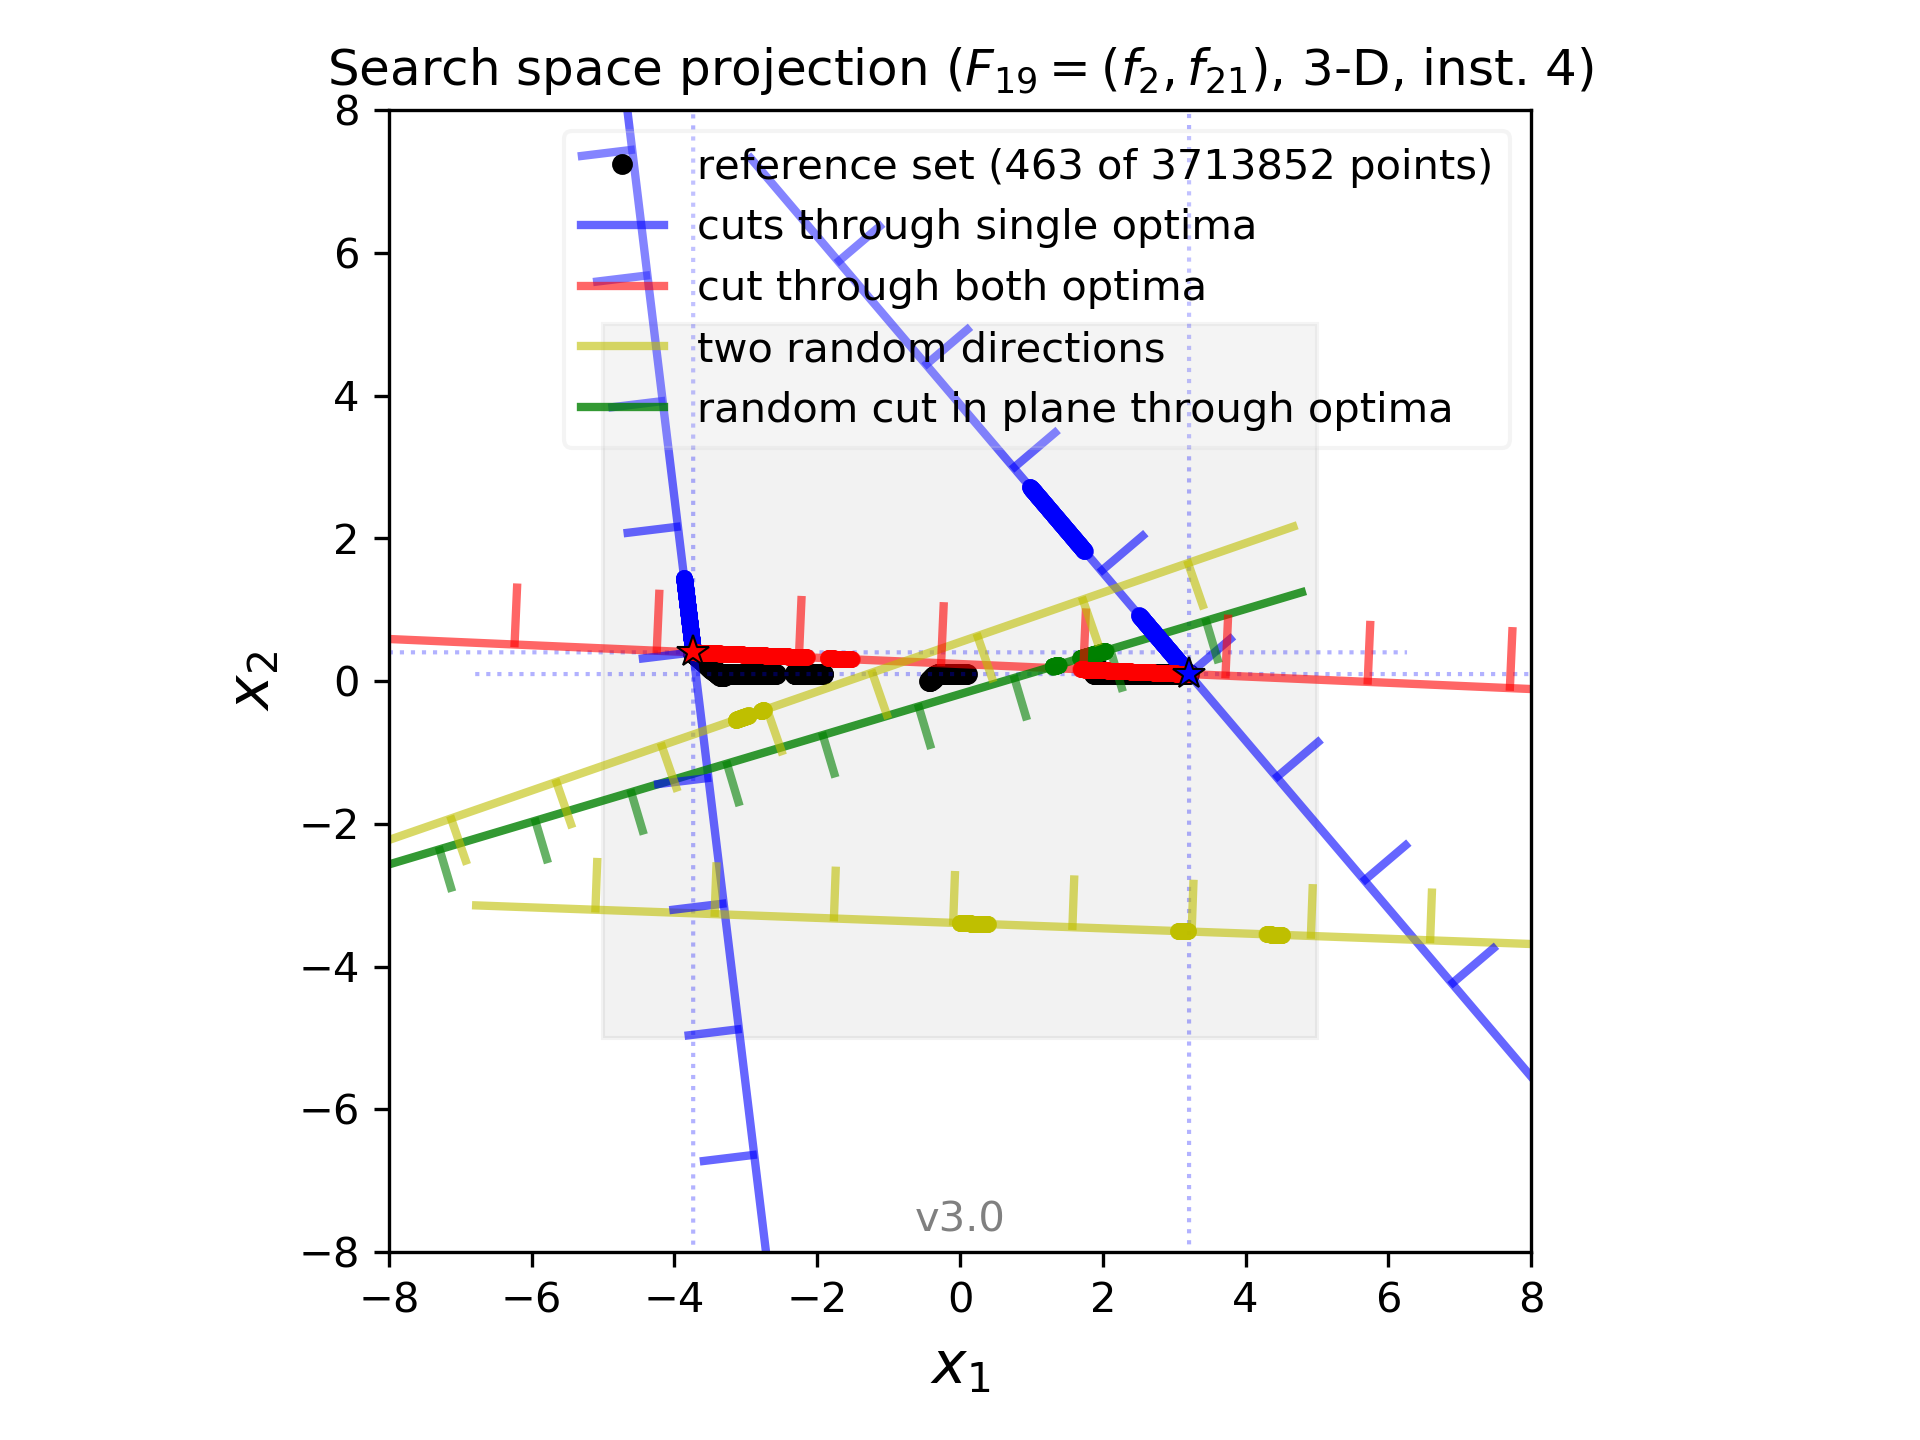 Search space projection (F₁₉ = (f₂, f₂₁), 3-D, inst. 4)
reference set (463 of 3713852 points)
cuts through single optima
cut through both optima
two random directions
random cut in plane through optima
8
6
4
2
0
−2
−4
−6
−8
x₂
v3.0
−8 −6 −4 −2 0 2 4 6 8
x₁